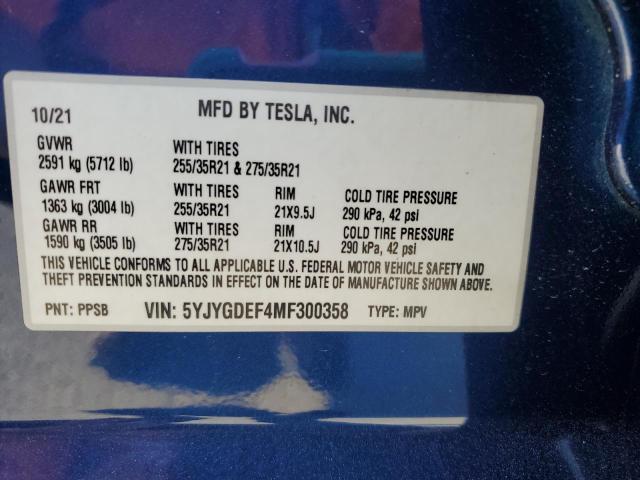 10/21 MFD BY TESLA, INC.
GVWR WITH TIRES
2591 kg (5712 lb) 255/35R21 & 275/35R21
GAWR FRT WITH TIRES RIM COLD TIRE PRESSURE
1363 kg (3004 lb) 255/35R21 21X9.5J 290 kPa, 42 psi
GAWR RR WITH TIRES RIM COLD TIRE PRESSURE
1590 kg (3505 lb) 275/35R21 21X10.5J 290 kPa, 42 psi
THIS VEHICLE CONFORMS TO ALL APPLICABLE U.S. FEDERAL MOTOR VEHICLE SAFETY AND
THEFT PREVENTION STANDARDS IN EFFECT ON THE DATE OF MANUFACTURE SHOWN ABOVE.
PNT: PPSB VIN: 5YJYGDEF4MF300358 TYPE: MPV